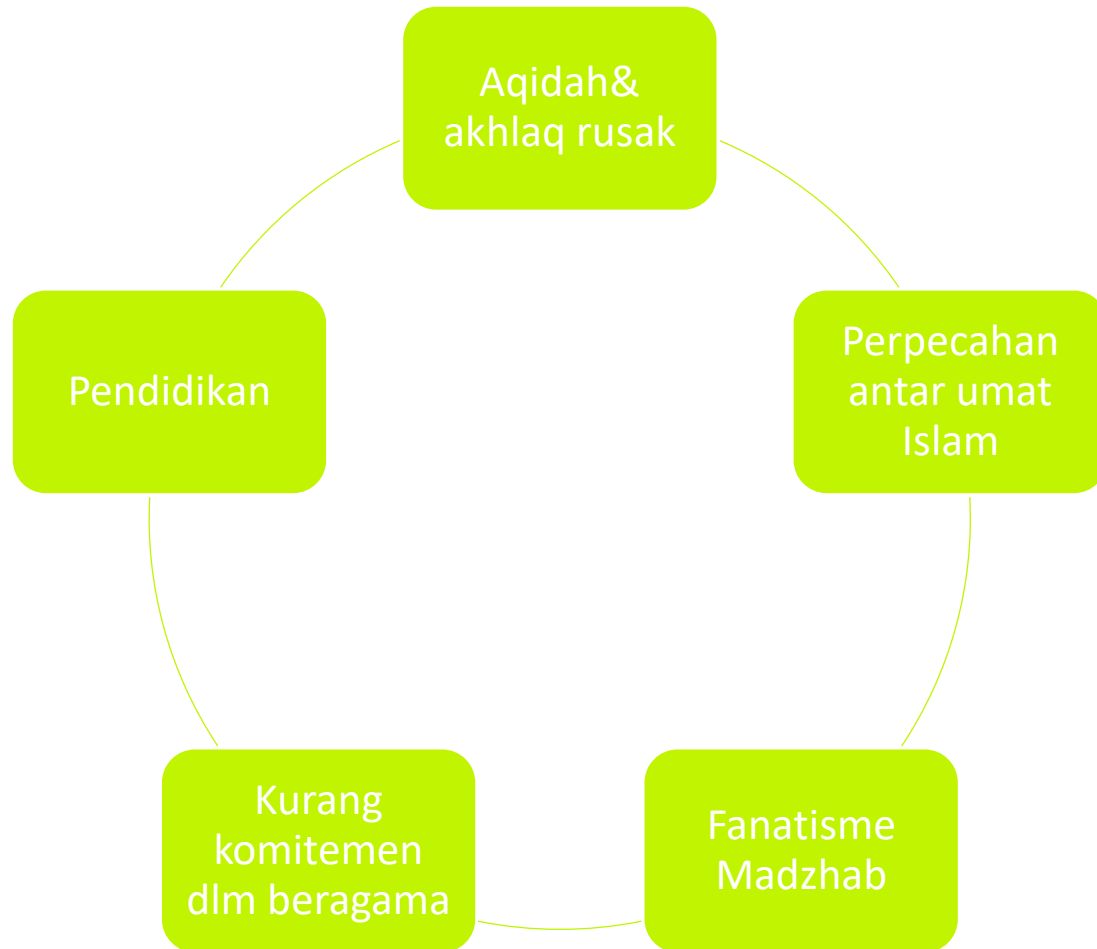 Aqidah&
akhlaq rusak
Perpecahan
antar umat
Islam
Fanatisme
Madzhab
Kurang
komitemen
dlm beragama
Pendidikan